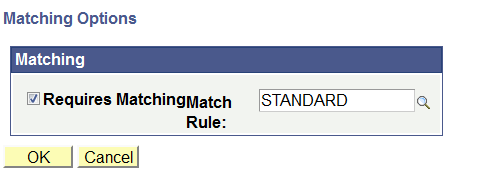 Matching Options
Matching
Requires Matching Match Rule: STANDARD
OK Cancel